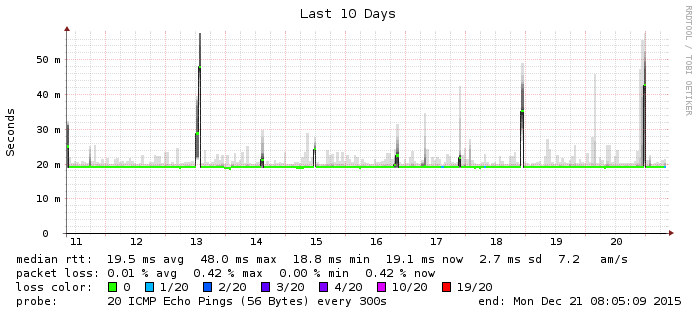 Last 10 Days
RRDTOOL / TOBI OETIKER
Seconds
50 m
40 m
30 m
20 m
10 m
0
11 12 13 14 15 16 17 18 19 20
median rtt: 19.5 ms avg 48.0 ms max 18.8 ms min 19.1 ms now 2.7 ms sd 7.2 am/s
packet loss: 0.01 % avg 0.42 % max 0.00 % min 0.42 % now
loss color: 0 1/20 2/20 3/20 4/20 10/20 19/20
probe: 20 ICMP Echo Pings (56 Bytes) every 300s end: Mon Dec 21 08:05:09 2015